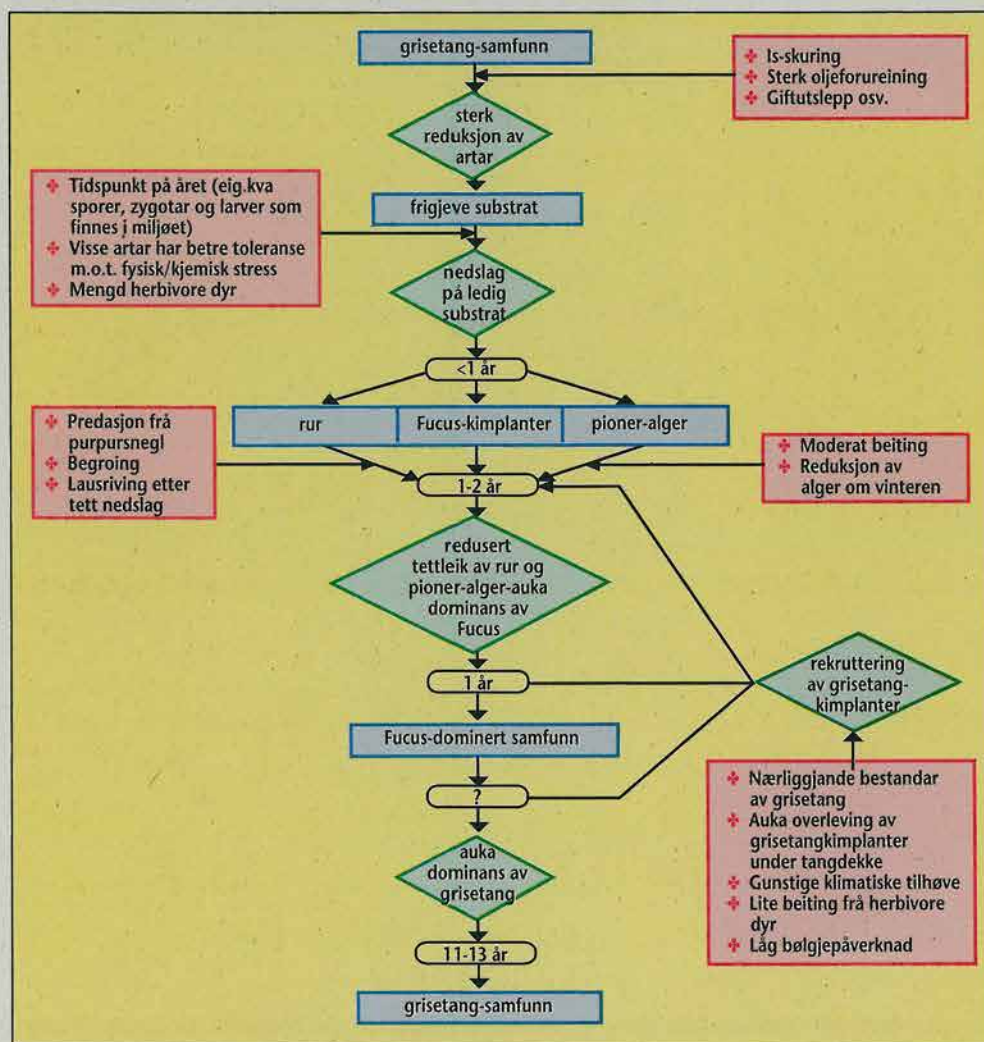 grisetang-samfunn
❖ Is-skuring
❖ Sterk oljeforureining
❖ Giftutslepp osv.
sterk
reduksjon av
artar
❖ Tidspunkt på året (eig.kva
sporer, zygotar og larver som
finnes j miljøet)
❖ Visse artar har betre toleranse
m.o.t. fysisk/kjemisk stress
❖ Mengd herbivore dyr
frigjeve substrat
nedslag
på ledig
substrat
<1 år
rur
Fucus-kimplanter
pioner-alger
❖ Predasjon frå
purpursnegl
❖ Begroing
❖ Lausriving etter
tett nedslag
❖ Moderat beiting
❖ Reduksjon av
alger om vinteren
1-2 år
redusert
tettleik av rur og
pioner-alger-auka
dominans av
Fucus
1 år
rekruttering
av grisetang-
kimplanter
Fucus-dominert samfunn
?
❖ Nærliggjande bestandar
av grisetang
❖ Auka overleving av
grisetangkimplanter
under tangdekke
❖ Gunstige klimatiske tilhøve
❖ Lite beiting frå herbivore
dyr
❖ Låg bølgjepåverknad
auka
dominans av
grisetang
11-13 år
grisetang-samfunn